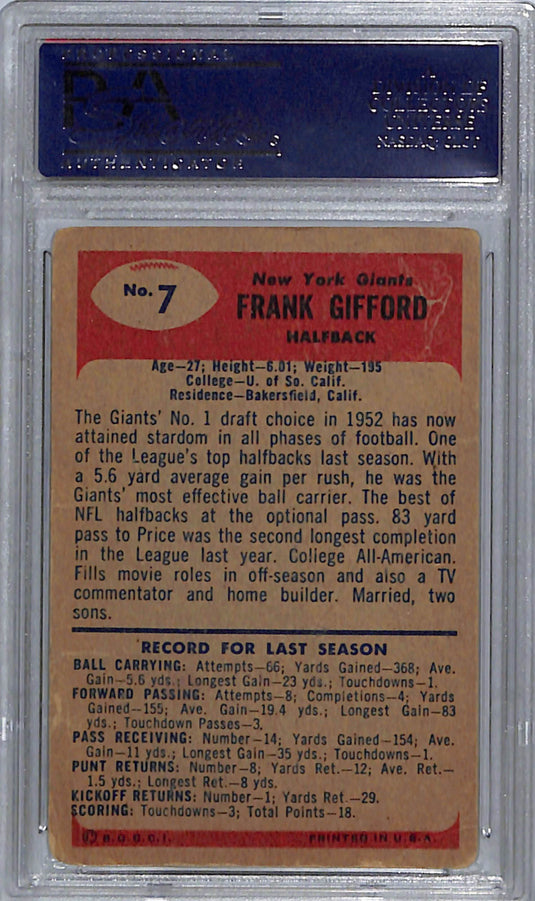 PROFESSIONAL
PSA
AUTHENTICATOR
A
DIVISION OF
COLLECTORS
UNIVERSE
NASDAQ: CLCT
No. 7
New York Giants
FRANK GIFFORD
HALFBACK
Age—27; Height—6.01; Weight—195
College—U. of So. Calif.
Residence—Bakersfield, Calif.
The Giants' No. 1 draft choice in 1952 has now
attained stardom in all phases of football. One
of the League's top halfbacks last season. With
a 5.6 yard average gain per rush, he was the
Giants' most effective ball carrier. The best of
NFL halfbacks at the optional pass. 83 yard
pass to Price was the second longest completion
in the League last year. College All-American.
Fills movie roles in off-season and also a TV
commentator and home builder. Married, two
sons.
RECORD FOR LAST SEASON
BALL CARRYING: Attempts—66; Yards Gained—368; Ave.
Gain—5.6 yds.; Longest Gain—23 yds.; Touchdowns—1.
FORWARD PASSING: Attempts—8; Completions—4; Yards
Gained—155; Ave. Gain—19.4 yds.; Longest Gain—83
yds.; Touchdown Passes—3.
PASS RECEIVING: Number—14; Yards Gained—154; Ave.
Gain—11 yds.; Longest Gain—35 yds.; Touchdowns—1.
PUNT RETURNS: Number—8; Yards Ret.—12; Ave. Ret.—
1.5 yds.; Longest Ret.—8 yds.
KICKOFF RETURNS: Number—1; Yards Ret.—29.
SCORING: Touchdowns—3; Total Points—18.
© B.G.C.I. PRINTED IN U.S.A.